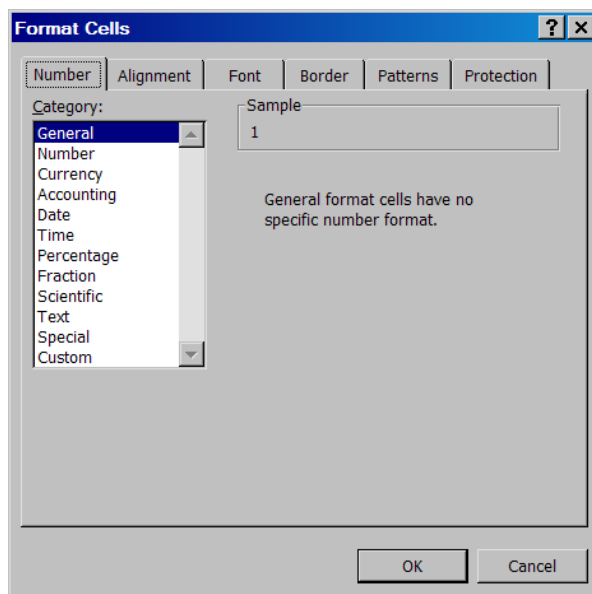 Format Cells ? ×
Number Alignment Font Border Patterns Protection
Category:
General
Number
Currency
Accounting
Date
Time
Percentage
Fraction
Scientific
Text
Special
Custom
Sample
1
General format cells have no
specific number format.
OK Cancel